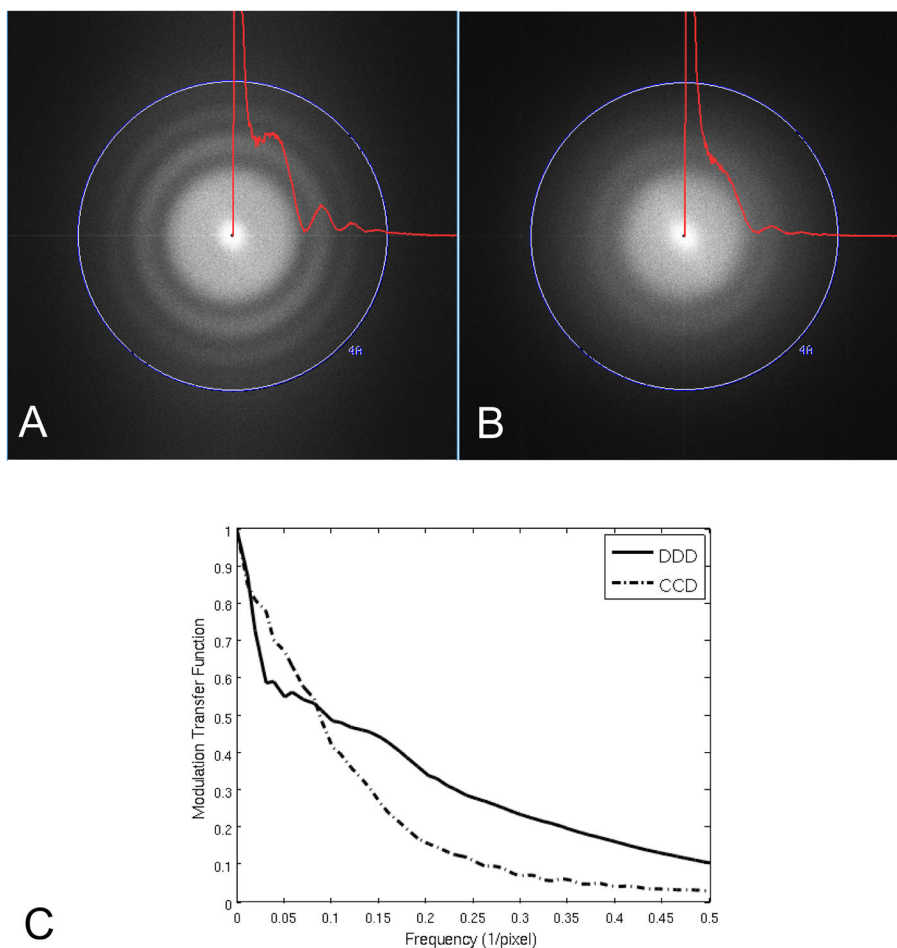 4A
4A
A
B
1
0.9
0.8
0.7
0.6
0.5
0.4
0.3
0.2
0.1
0
Modulation Transfer Function
DDD
CCD
0 0.05 0.1 0.15 0.2 0.25 0.3 0.35 0.4 0.45 0.5
Frequency (1/pixel)
C